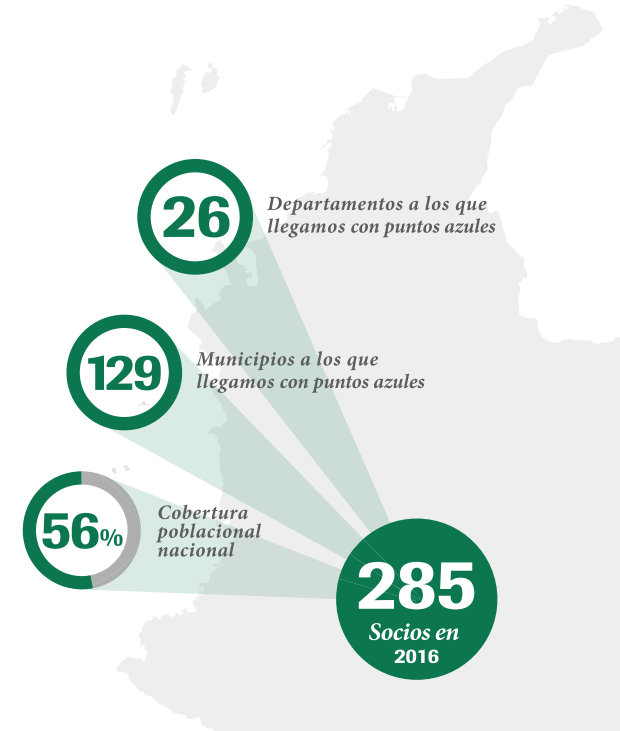 26
Departamentos a los que
llegamos con puntos azules
129
Municipios a los que
llegamos con puntos azules
56%
Cobertura
poblacional
nacional
285
Socios en
2016